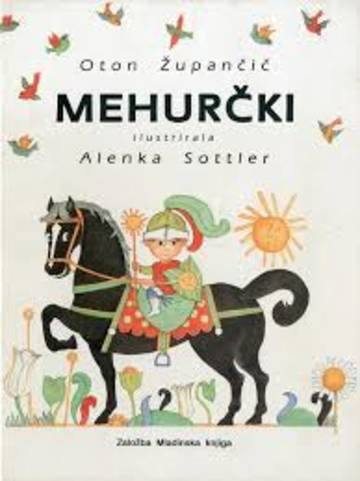 Oton Župančič
MEHURČKI
ilustrirala
Alenka Sottler
Založba Mladinska knjiga